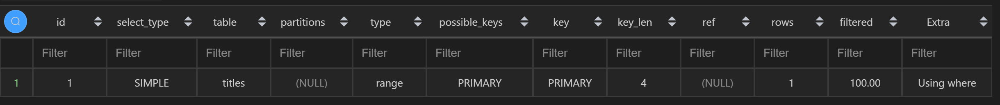 id select_type table partitions type possible_keys key key_len ref rows filtered Extra
Filter Filter Filter Filter Filter Filter Filter Filter Filter Filter Filter Filter
1 1 SIMPLE titles (NULL) range PRIMARY PRIMARY 4 (NULL) 1 100.00 Using where